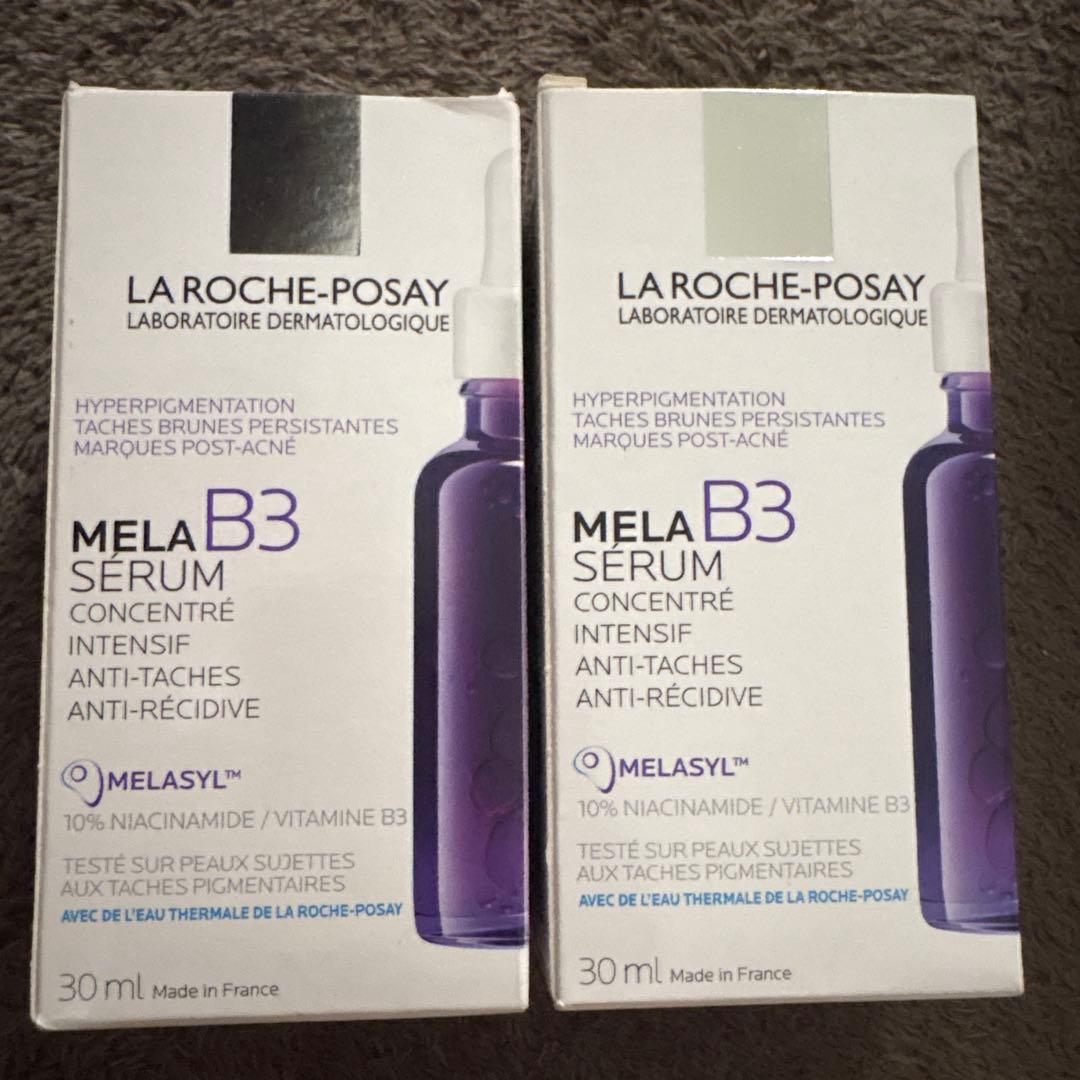 LA ROCHE-POSAY
LABORATOIRE DERMATOLOGIQUE
HYPERPIGMENTATION
TACHES BRUNES PERSISTANTES
MARQUES POST-ACNÉ
MELA B3
SÉRUM
CONCENTRÉ
INTENSIF
ANTI-TACHES
ANTI-RÉCIDIVE
MELASYL™
10% NIACINAMIDE / VITAMINE B3
TESTÉ SUR PEAUX SUJETTES
AUX TACHES PIGMENTAIRES
AVEC DE L'EAU THERMALE DE LA ROCHE-POSAY
30 ml Made in France
LA ROCHE-POSAY
LABORATOIRE DERMATOLOGIQUE
HYPERPIGMENTATION
TACHES BRUNES PERSISTANTES
MARQUES POST-ACNÉ
MELA B3
SÉRUM
CONCENTRÉ
INTENSIF
ANTI-TACHES
ANTI-RÉCIDIVE
MELASYL™
10% NIACINAMIDE / VITAMINE B3
TESTÉ SUR PEAUX SUJETTES
AUX TACHES PIGMENTAIRES
AVEC DE L'EAU THERMALE DE LA ROCHE-POSAY
30 ml Made in France